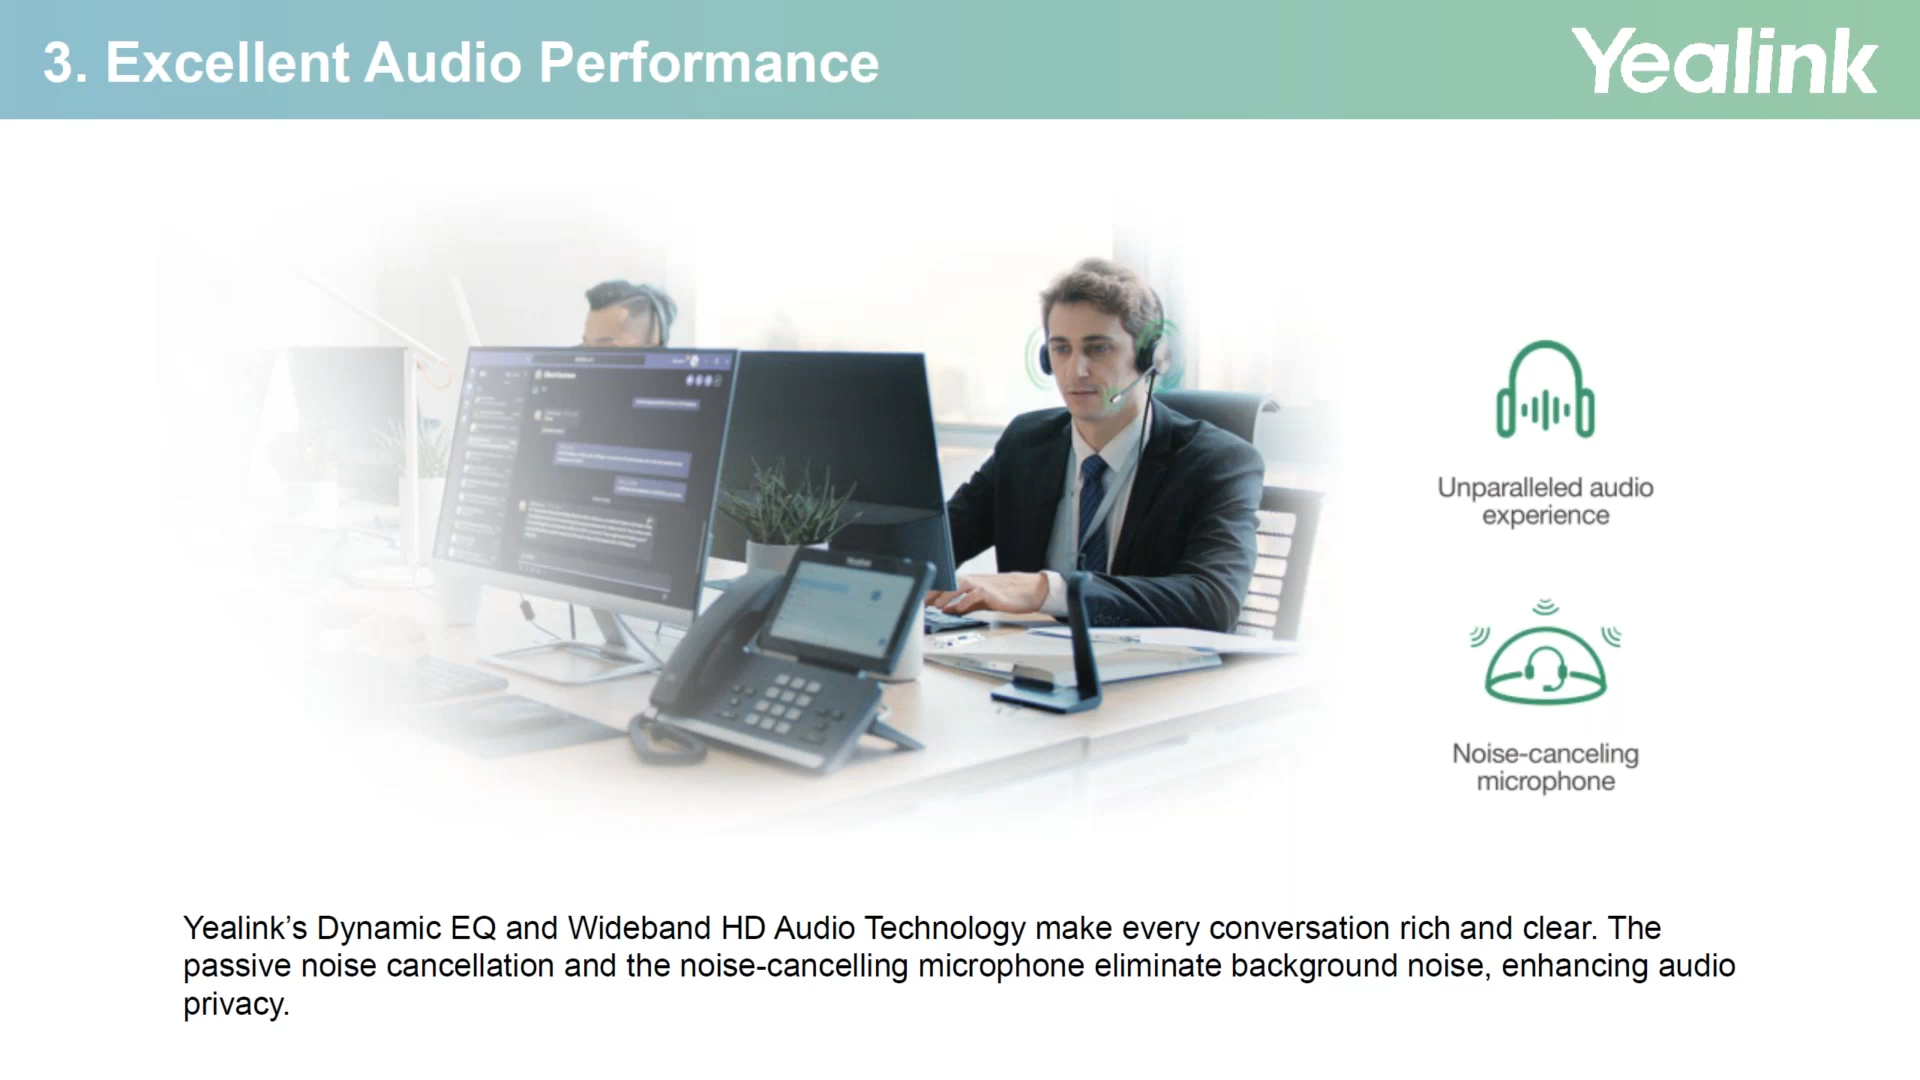 3. Excellent Audio Performance
Yealink
Unparalleled audio
experience
Noise-canceling
microphone
Yealink’s Dynamic EQ and Wideband HD Audio Technology make every conversation rich and clear. The
passive noise cancellation and the noise-cancelling microphone eliminate background noise, enhancing audio
privacy.